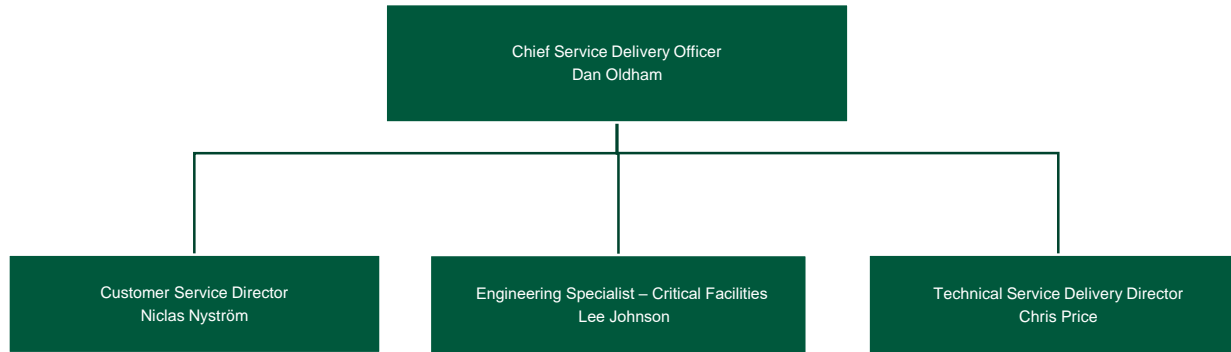 Chief Service Delivery Officer
Dan Oldham
Customer Service Director
Niclas Nyström
Engineering Specialist – Critical Facilities
Lee Johnson
Technical Service Delivery Director
Chris Price